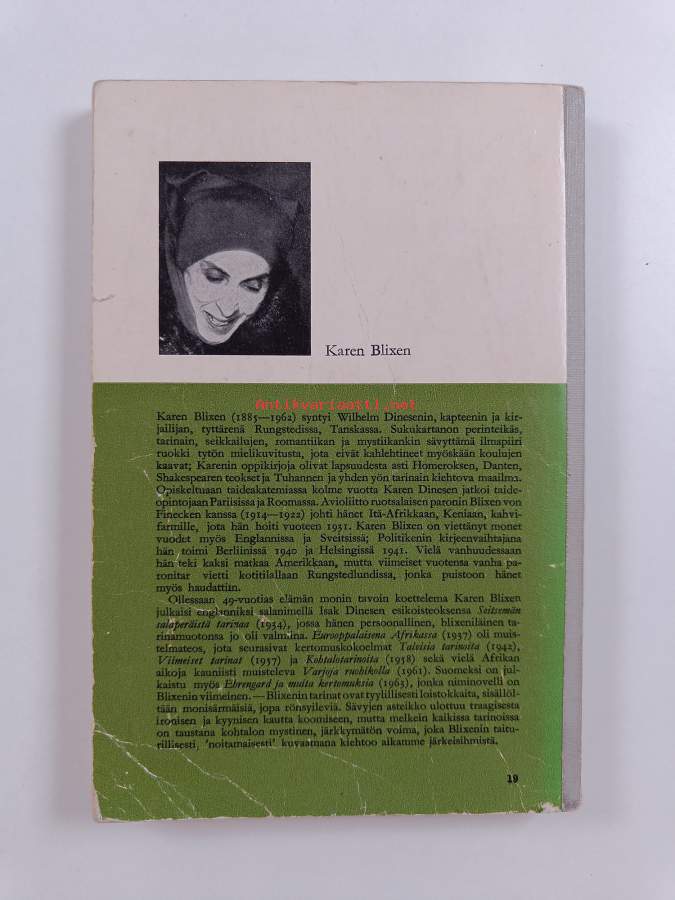 Karen Blixen
Antikvariaatti.net
Karen Blixen (1885—1962) syntyi Wilhelm Dinesenin, kapteenin ja kir-
jailijan, tyttärenä Rungstedissa, Tanskassa. Sukukartanon perinteikäs,
tarinain, seikkailujen, romantiikan ja mystiikankin sävyttämä ilmapiiri
ruokki tytön mielikuvitusta, jota eivät kahlehtineet myöskään koulujen
kaavat; Karenin oppikirjoja olivat lapsuudesta asti Homeroksen, Danten,
Shakespearen teokset ja Tuhannen ja yhden yön tarinain kiehtova maailma.
Opiskeltuaan taideakatemiassa kolme vuotta Karen Dinesen jatkoi taide-
opintojaan Pariisissa ja Roomassa. Avioliitto ruotsalaisen paronin Blixen von
Finecken kanssa (1914—1922) johti hänet Itä-Afrikkaan, Keniaan, kahvi-
farmille, jota hän hoiti vuoteen 1931. Karen Blixen on viettänyt monet
vuodet myös Englannissa ja Sveitsissä; Politikenin kirjeenvaihtajana
hän toimi Berliinissä 1940 ja Helsingissä 1941. Vielä vanhuudessaan
hän teki kaksi matkaa Amerikkaan, mutta viimeiset vuotensa vanha pa-
ronitar vietti kotitilallaan Rungstedlundissa, jonka puistoon hänet
myös haudattiin.
Ollessaan 49-vuotias elämän monin tavoin koettelema Karen Blixen
julkaisi englanniksi salanimellä Isak Dinesen esikoisteoksensa Seitsemän
salaperäistä tarinaa (1934), jossa hänen persoonallinen, blixeniläinen ta-
rinamuotonsa jo oli valmiina. Eurooppalaisena Afrikassa (1937) oli muis-
telmateos, jota seurasivat kertomuskokoelmat Talvisia tarinoita (1942),
Viimeiset tarinat (1957) ja Kohtalotarinoita (1958) sekä vielä Afrikan
aikoja kauniisti muisteleva Varjoja ruohikolla (1961). Suomeksi on jul-
kaistu myös Ehrengard ja muita kertomuksia (1963), jonka niminovelli on
Blixenin viimeinen. — Blixenin tarinat ovat tyylillisesti loistokkaita, sisällöl-
tään monisärmäisiä, jopa rönsyileviä. Sävyjen asteikko ulottuu traagisesta
ironisen ja kyynisen kautta koomiseen, mutta melkein kaikissa tarinoissa
on taustana kohtalon mystinen, järkkymätön voima, joka Blixenin taitu-
rillisesti, 'noitamaisesti' kuvaamana kiehtoo aikamme järkeisihmistä.
19